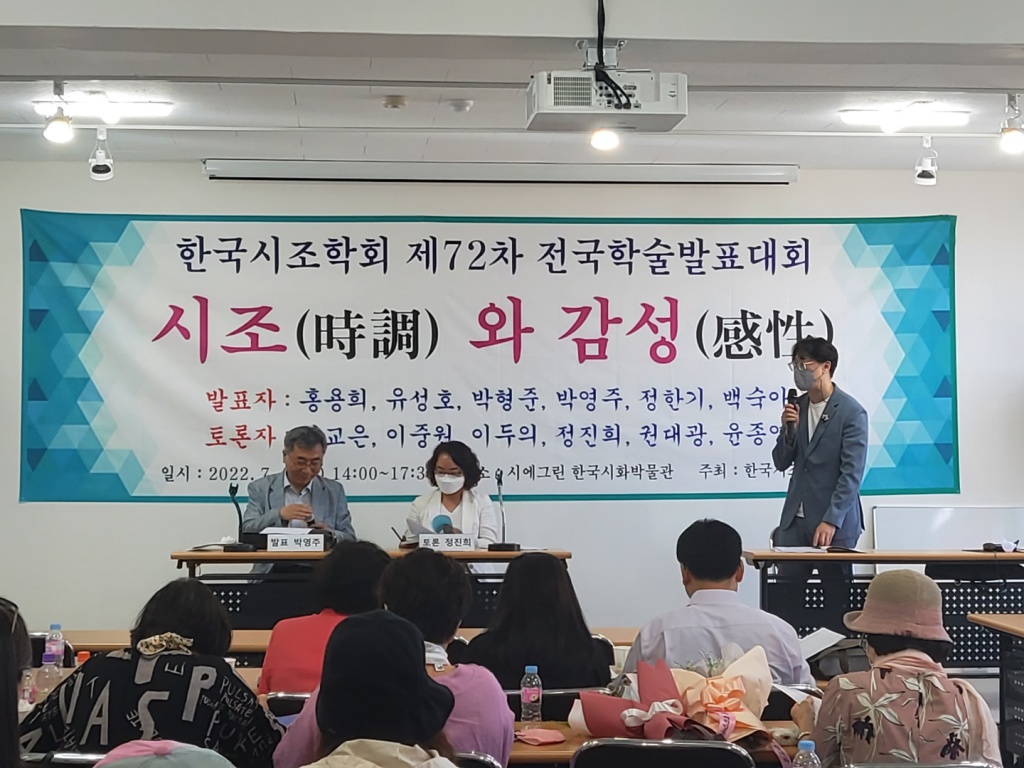 한국시조학회 제72차 전국학술발표대회
시조(時調) 와 감성(感性)
발표자 : 홍용희, 유성호, 박형준, 박영주, 정한기, 백숙아
토론자 교은, 이중원, 이두의, 정진희, 권대광,
일시 : 2022. 7. 14:00~17:3 시에그린 한국시화박물관 주최 : 한국시조
발표 박영주
토론 정진희